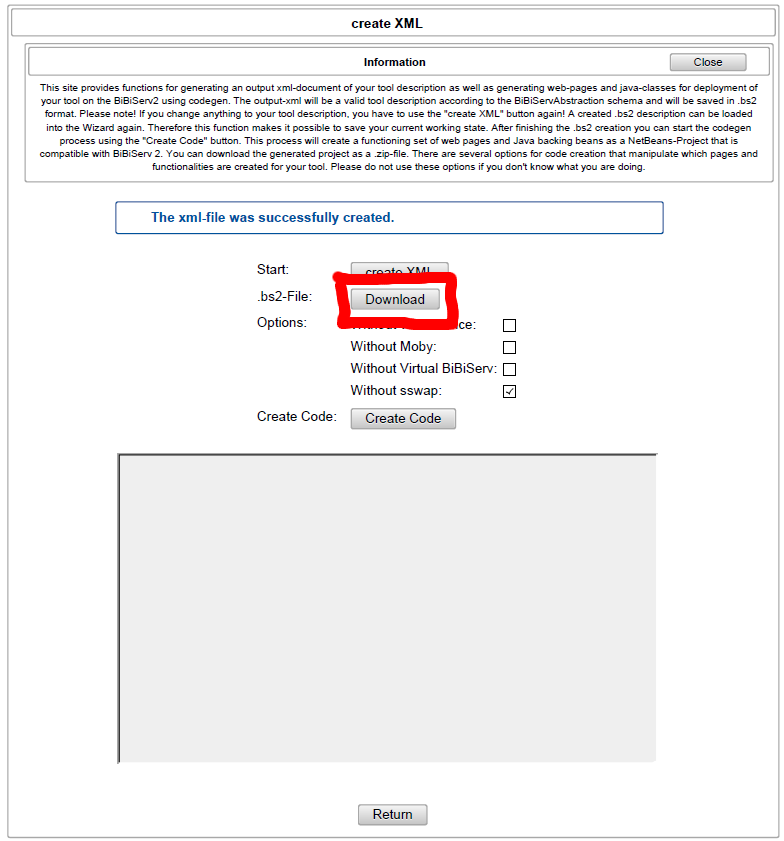 create XML
Information
Close
This site provides functions for generating an output xml-document of your tool description as well as generating web-pages and java-classes for deployment of
your tool on the BiBiServ2 using codegen. The output-xml will be a valid tool description according to the BiBiServAbstraction schema and will be saved in .bs2
format. Please note! If you change anything to your tool description, you have to use the "create XML" button again! A created .bs2 description can be loaded
into the Wizard again. Therefore this function makes it possible to save your current working state. After finishing the .bs2 creation you can start the codegen
process using the "Create Code" button. This process will create a functioning set of web pages and Java backing beans as a NetBeans-Project that is
compatible with BiBiServ 2. You can download the generated project as a .zip-file. There are several options for code creation that manipulate which pages and
functionalities are created for your tool. Please do not use these options if you don't know what you are doing.
The xml-file was successfully created.
Start:
create XML
.bs2-File:
Download
Options:
Without
Without Moby:
Without Virtual BiBiServ:
Without sswap:
Create Code:
Create Code
Return